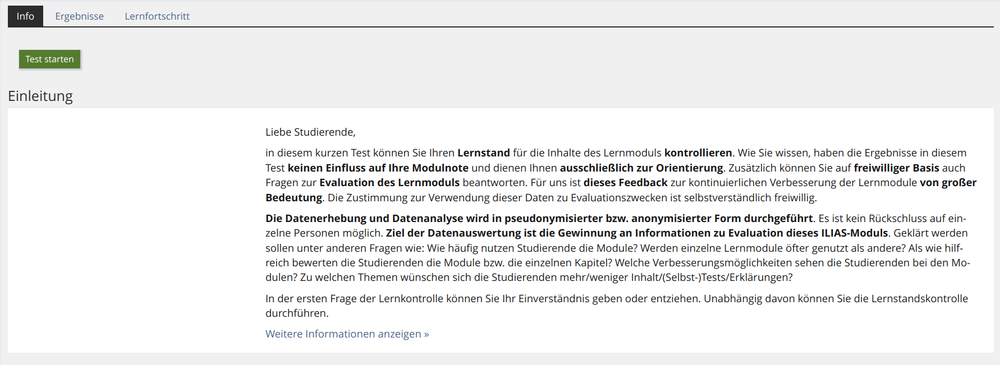 Info Ergebnisse Lernfortschritt
Test starten
Einleitung
Liebe Studierende,
in diesem kurzen Test können Sie Ihren Lernstand für die Inhalte des Lernmoduls kontrollieren. Wie Sie wissen, haben die Ergebnisse in diesem
Test keinen Einfluss auf Ihre Modulnote und dienen Ihnen ausschließlich zur Orientierung. Zusätzlich können Sie auf freiwilliger Basis auch
Fragen zur Evaluation des Lernmoduls beantworten. Für uns ist dieses Feedback zur kontinuierlichen Verbesserung der Lernmodule von großer
Bedeutung. Die Zustimmung zur Verwendung dieser Daten zu Evaluationszwecken ist selbstverständlich freiwillig.
Die Datenerhebung und Datenanalyse wird in pseudonymisierter bzw. anonymisierter Form durchgeführt. Es ist kein Rückschluss auf ein-
zelne Personen möglich. Ziel der Datenauswertung ist die Gewinnung an Informationen zu Evaluation dieses ILIAS-Moduls. Geklärt werden
sollen unter anderen Fragen wie: Wie häufig nutzen Studierende die Module? Werden einzelne Lernmodule öfter genutzt als andere? Als wie hilf-
reich bewerten die Studierenden die Module bzw. die einzelnen Kapitel? Welche Verbesserungsmöglichkeiten sehen die Studierenden bei den Mo-
dulen? Zu welchen Themen wünschen sich die Studierenden mehr/weniger Inhalt/(Selbst-)Tests/Erklärungen?
In der ersten Frage der Lernkontrolle können Sie Ihr Einverständnis geben oder entziehen. Unabhängig davon können Sie die Lernstandskontrolle
durchführen.
Weitere Informationen anzeigen »